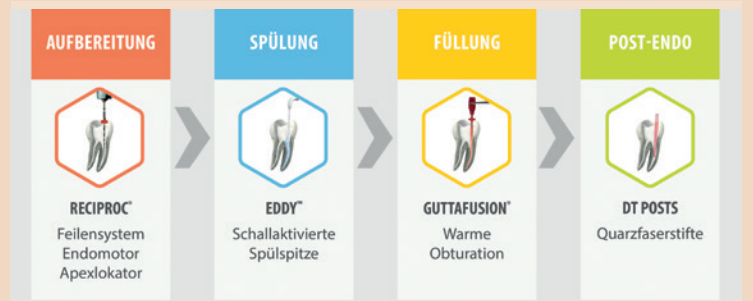 AUFBEREITUNG
RECIPROC®
Feilensystem
Endomotor
Apexlokator
SPÜLUNG
EDDY™
Schallaktivierte
Spülspitze
FÜLLUNG
GUTTAFUSION®
Warme
Obturation
POST-ENDO
DT POSTS
Quarzfaserstifte